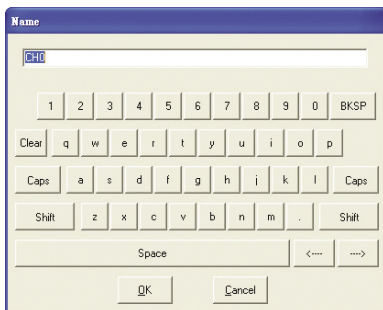 Name
CH0
1 2 3 4 5 6 7 8 9 0 BKSP
Clear q w e r t y u i o p
Caps a s d f g h j k l Caps
Shift z x c v b n m . Shift
Space <---- ---->
OK Cancel